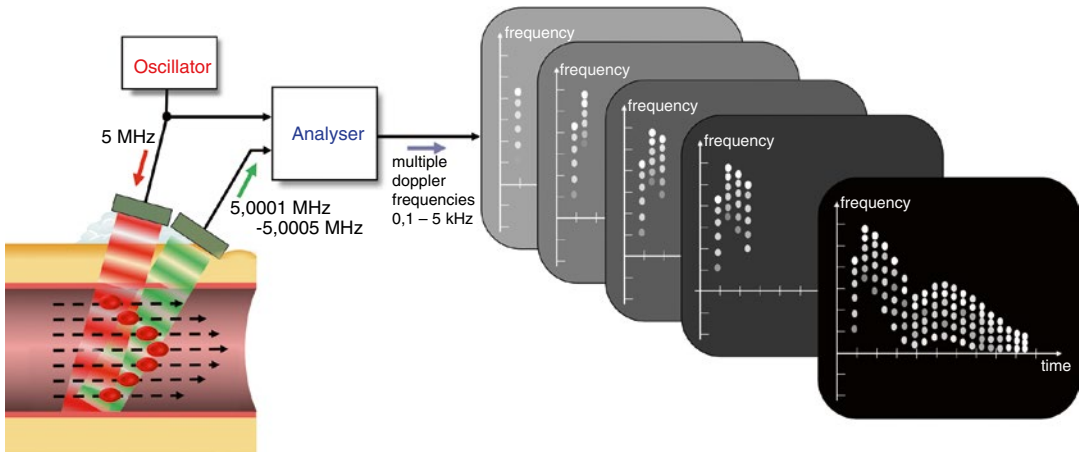 Oscillator
5 MHz
Analyser
5,0001 MHz
-5,0005 MHz
multiple
doppler
frequencies
0,1 – 5 kHz
frequency
frequency
frequency
frequency
frequency
time